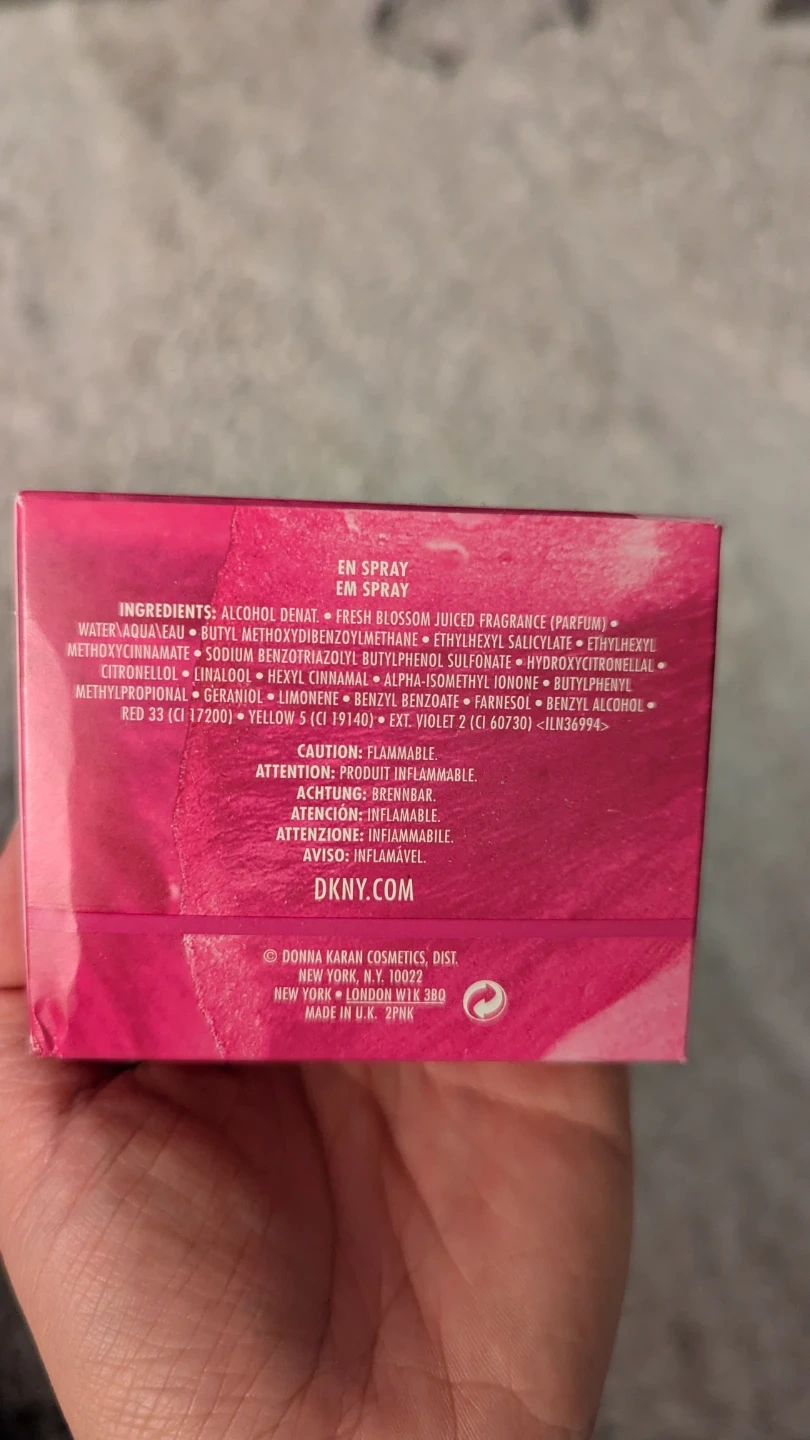 EN SPRAY
EM SPRAY
INGREDIENTS: ALCOHOL DENAT. • FRESH BLOSSOM JUICED FRAGRANCE (PARFUM) •
WATER\AQUA\EAU • BUTYL METHOXYDIBENZOYLMETHANE • ETHYLHEXYL SALICYLATE • ETHYLHEXYL
METHOXYCINNAMATE • SODIUM BENZOTRIAZOLYL BUTYLPHENOL SULFONATE • HYDROXYCITRONELLAL •
CITRONELLOL • LINALOOL • HEXYL CINNAMAL • ALPHA-ISOMETHYL IONONE • BUTYLPHENYL
METHYLPROPIONAL • GERANIOL • LIMONENE • BENZYL BENZOATE • FARNESOL • BENZYL ALCOHOL •
RED 33 (CI 17200) • YELLOW 5 (CI 19140) • EXT. VIOLET 2 (CI 60730) <ILN36994>
CAUTION: FLAMMABLE.
ATTENTION: PRODUIT INFLAMMABLE.
ACHTUNG: BRENNBAR.
ATENCIÓN: INFLAMABLE.
ATTENZIONE: INFIAMMABILE.
AVISO: INFLAMÁVEL.
DKNY.COM
© DONNA KARAN COSMETICS, DIST.
NEW YORK, N.Y. 10022
NEW YORK • LONDON W1K 3BQ
MADE IN U.K. 2PNK